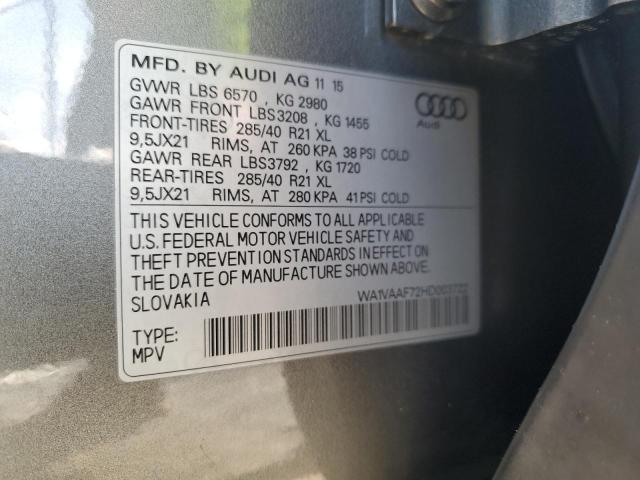 MFD. BY AUDI AG 11 15
GVWR LBS 6570 , KG 2980
GAWR FRONT LBS3208 , KG 1455
FRONT-TIRES 285/40 R21 XL
9,5JX21 RIMS, AT 260 KPA 38 PSI COLD
GAWR REAR LBS3792 , KG 1720
REAR-TIRES 285/40 R21 XL
9,5JX21 RIMS, AT 280 KPA 41 PSI COLD
Audi
THIS VEHICLE CONFORMS TO ALL APPLICABLE
U.S. FEDERAL MOTOR VEHICLE SAFETY AND
THEFT PREVENTION STANDARDS IN EFFECT ON
THE DATE OF MANUFACTURE SHOWN ABOVE.
SLOVAKIA
TYPE:
MPV